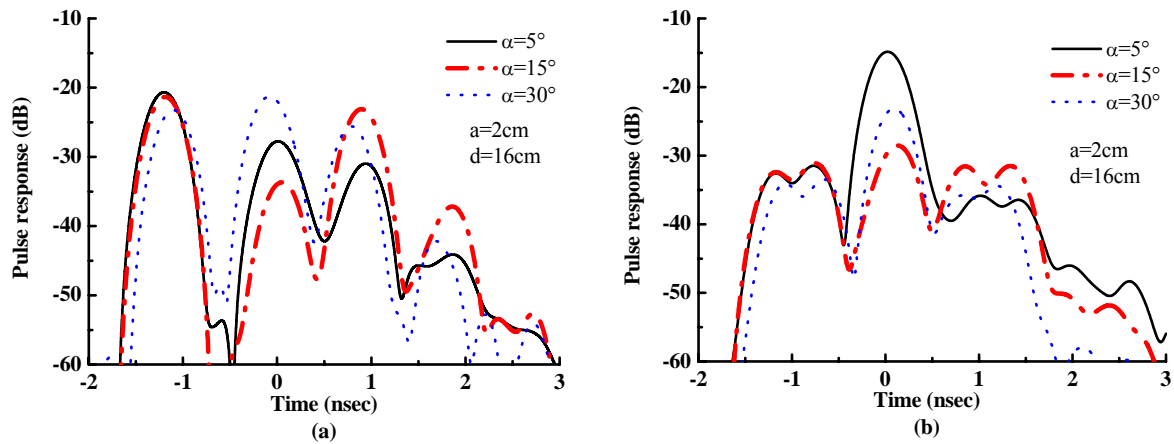 -10
-20
-30
-40
-50
-60
Pulse response (dB)
α=5°
α=15°
α=30°
a=2cm
d=16cm
-2 -1 0 1 2 3
Time (nsec)
(a)
-10
-20
-30
-40
-50
-60
Pulse response (dB)
α=5°
α=15°
α=30°
a=2cm
d=16cm
-2 -1 0 1 2 3
Time (nsec)
(b)